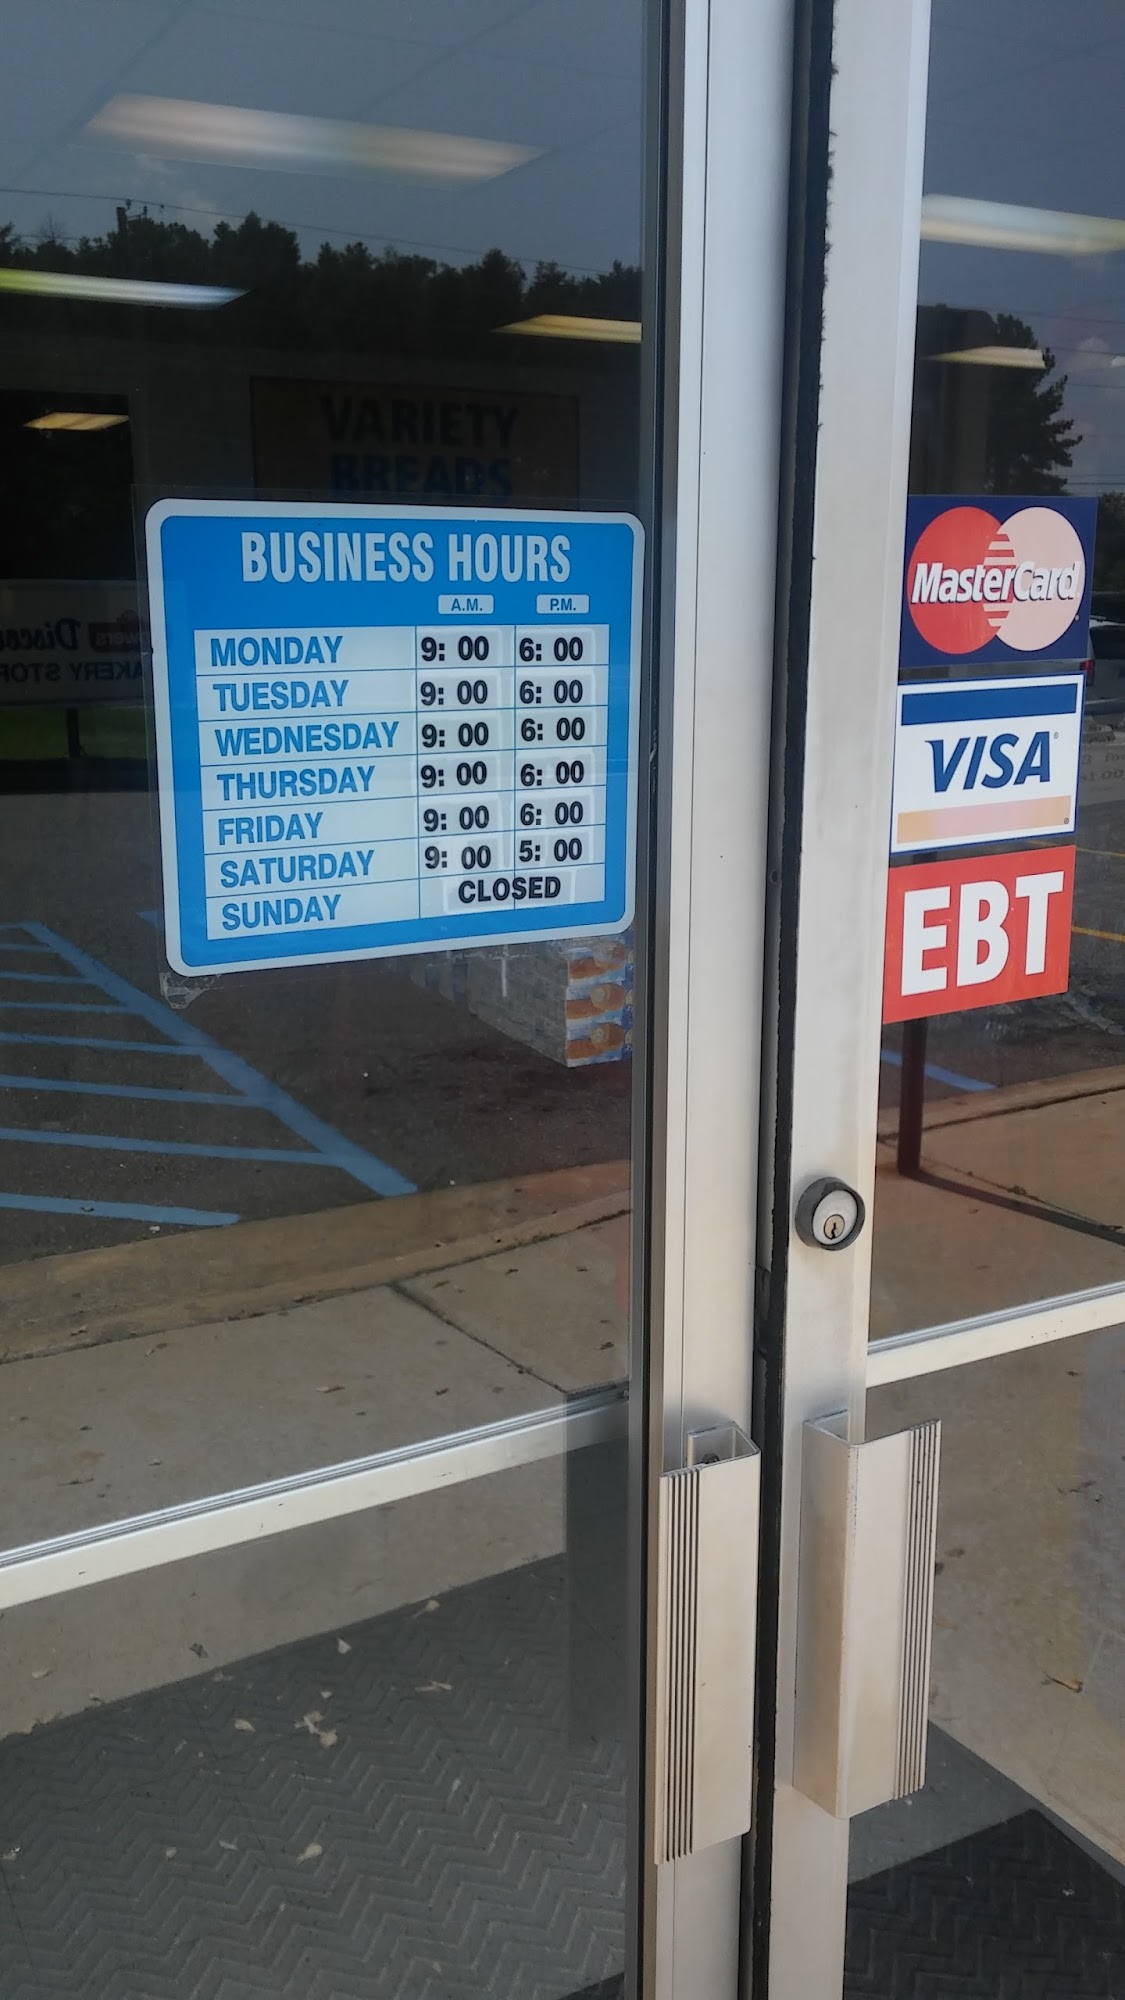 VARIETY
BREADS
BUSINESS HOURS
A.M. P.M.
MONDAY 9: 00 6: 00
TUESDAY 9: 00 6: 00
WEDNESDAY 9: 00 6: 00
THURSDAY 9: 00 6: 00
FRIDAY 9: 00 6: 00
SATURDAY 9: 00 5: 00
SUNDAY CLOSED
MasterCard
VISA
EBT